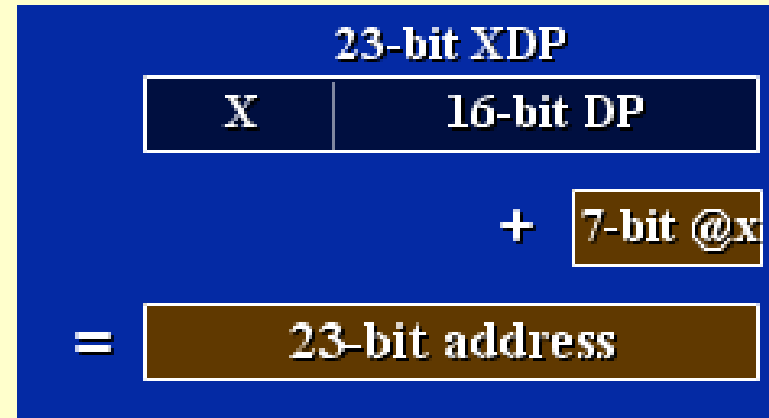 23-bit XDP
X 16-bit DP
+ 7-bit @x
= 23-bit address